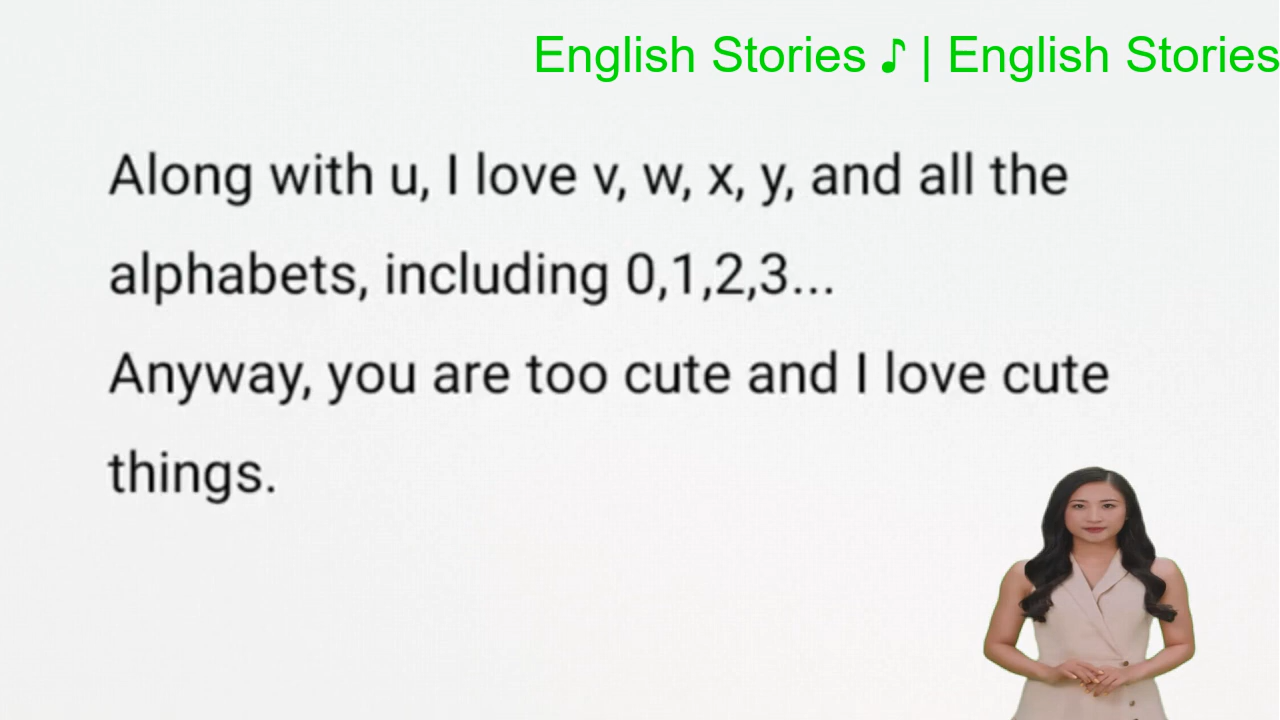 English Stories ♪ | English Stories
Along with u, I love v, w, x, y, and all the
alphabets, including 0,1,2,3...
Anyway, you are too cute and I love cute
things.